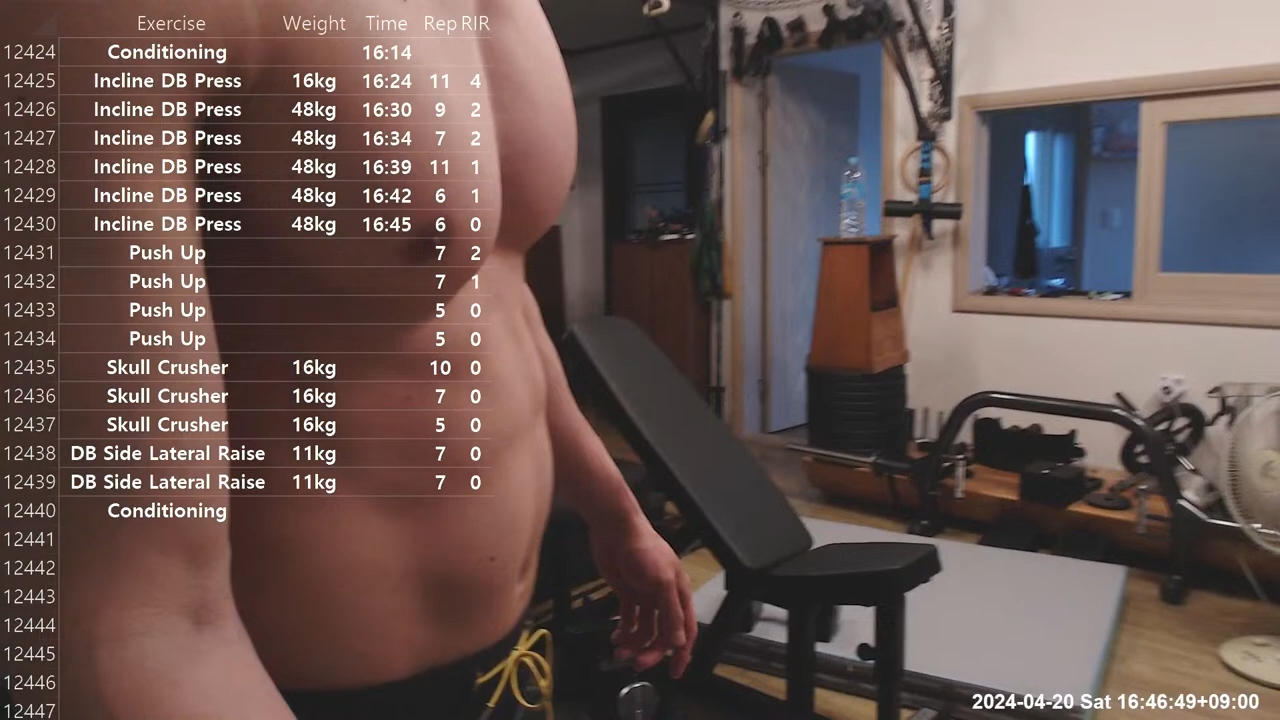 Exercise Weight Time Rep RIR
12424 Conditioning 16:14
12425 Incline DB Press 16kg 16:24 11 4
12426 Incline DB Press 48kg 16:30 9 2
12427 Incline DB Press 48kg 16:34 7 2
12428 Incline DB Press 48kg 16:39 11 1
12429 Incline DB Press 48kg 16:42 6 1
12430 Incline DB Press 48kg 16:45 6 0
12431 Push Up 7 2
12432 Push Up 7 1
12433 Push Up 5 0
12434 Push Up 5 0
12435 Skull Crusher 16kg 10 0
12436 Skull Crusher 16kg 7 0
12437 Skull Crusher 16kg 5 0
12438 DB Side Lateral Raise 11kg 7 0
12439 DB Side Lateral Raise 11kg 7 0
12440 Conditioning
12441
12442
12443
12444
12445
12446
12447
2024-04-20 Sat 16:46:49+09:00